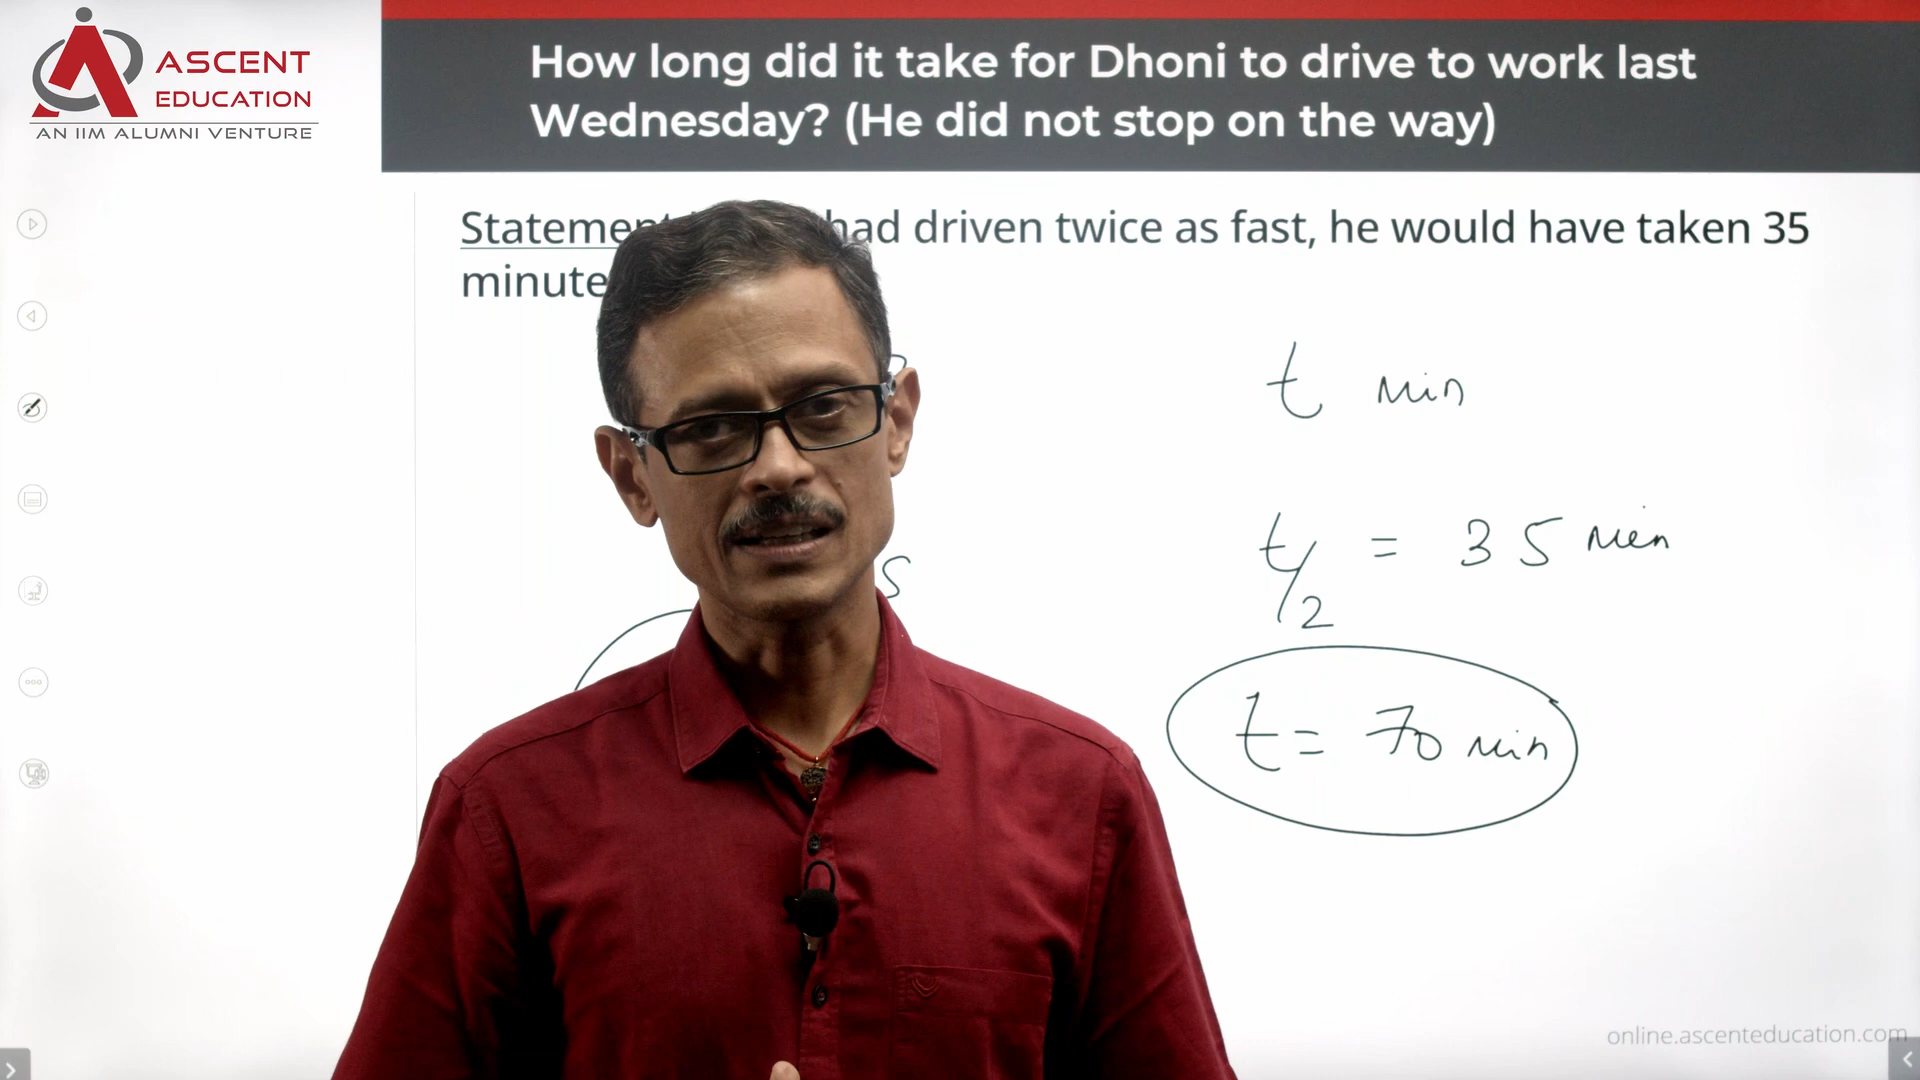 ASCENT
EDUCATION
AN IIM ALUMNI VENTURE
How long did it take for Dhoni to drive to work last
Wednesday? (He did not stop on the way)
had driven twice as fast, he would have taken 35
t min
t/2 = 35 min
S
t = 70 min
online.ascenteducation.com